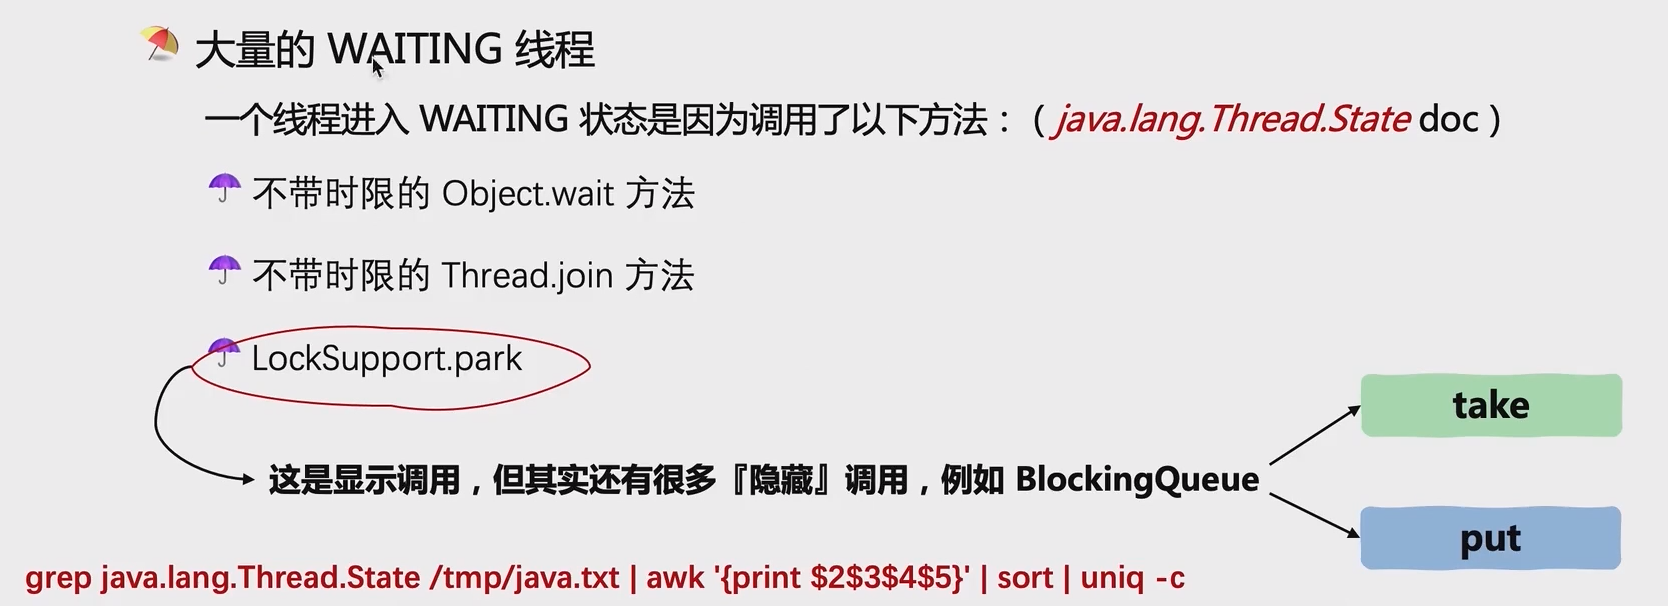 大量的 WAITING 线程
一个线程进入 WAITING 状态是因为调用了以下方法：（java.lang.Thread.State doc）
不带时限的 Object.wait 方法
不带时限的 Thread.join 方法
LockSupport.park
take
这是显示调用，但其实还有很多『隐藏』调用，例如 BlockingQueue
put
grep java.lang.Thread.State /tmp/java.txt | awk '{print $2$3$4$5}' | sort | uniq -c